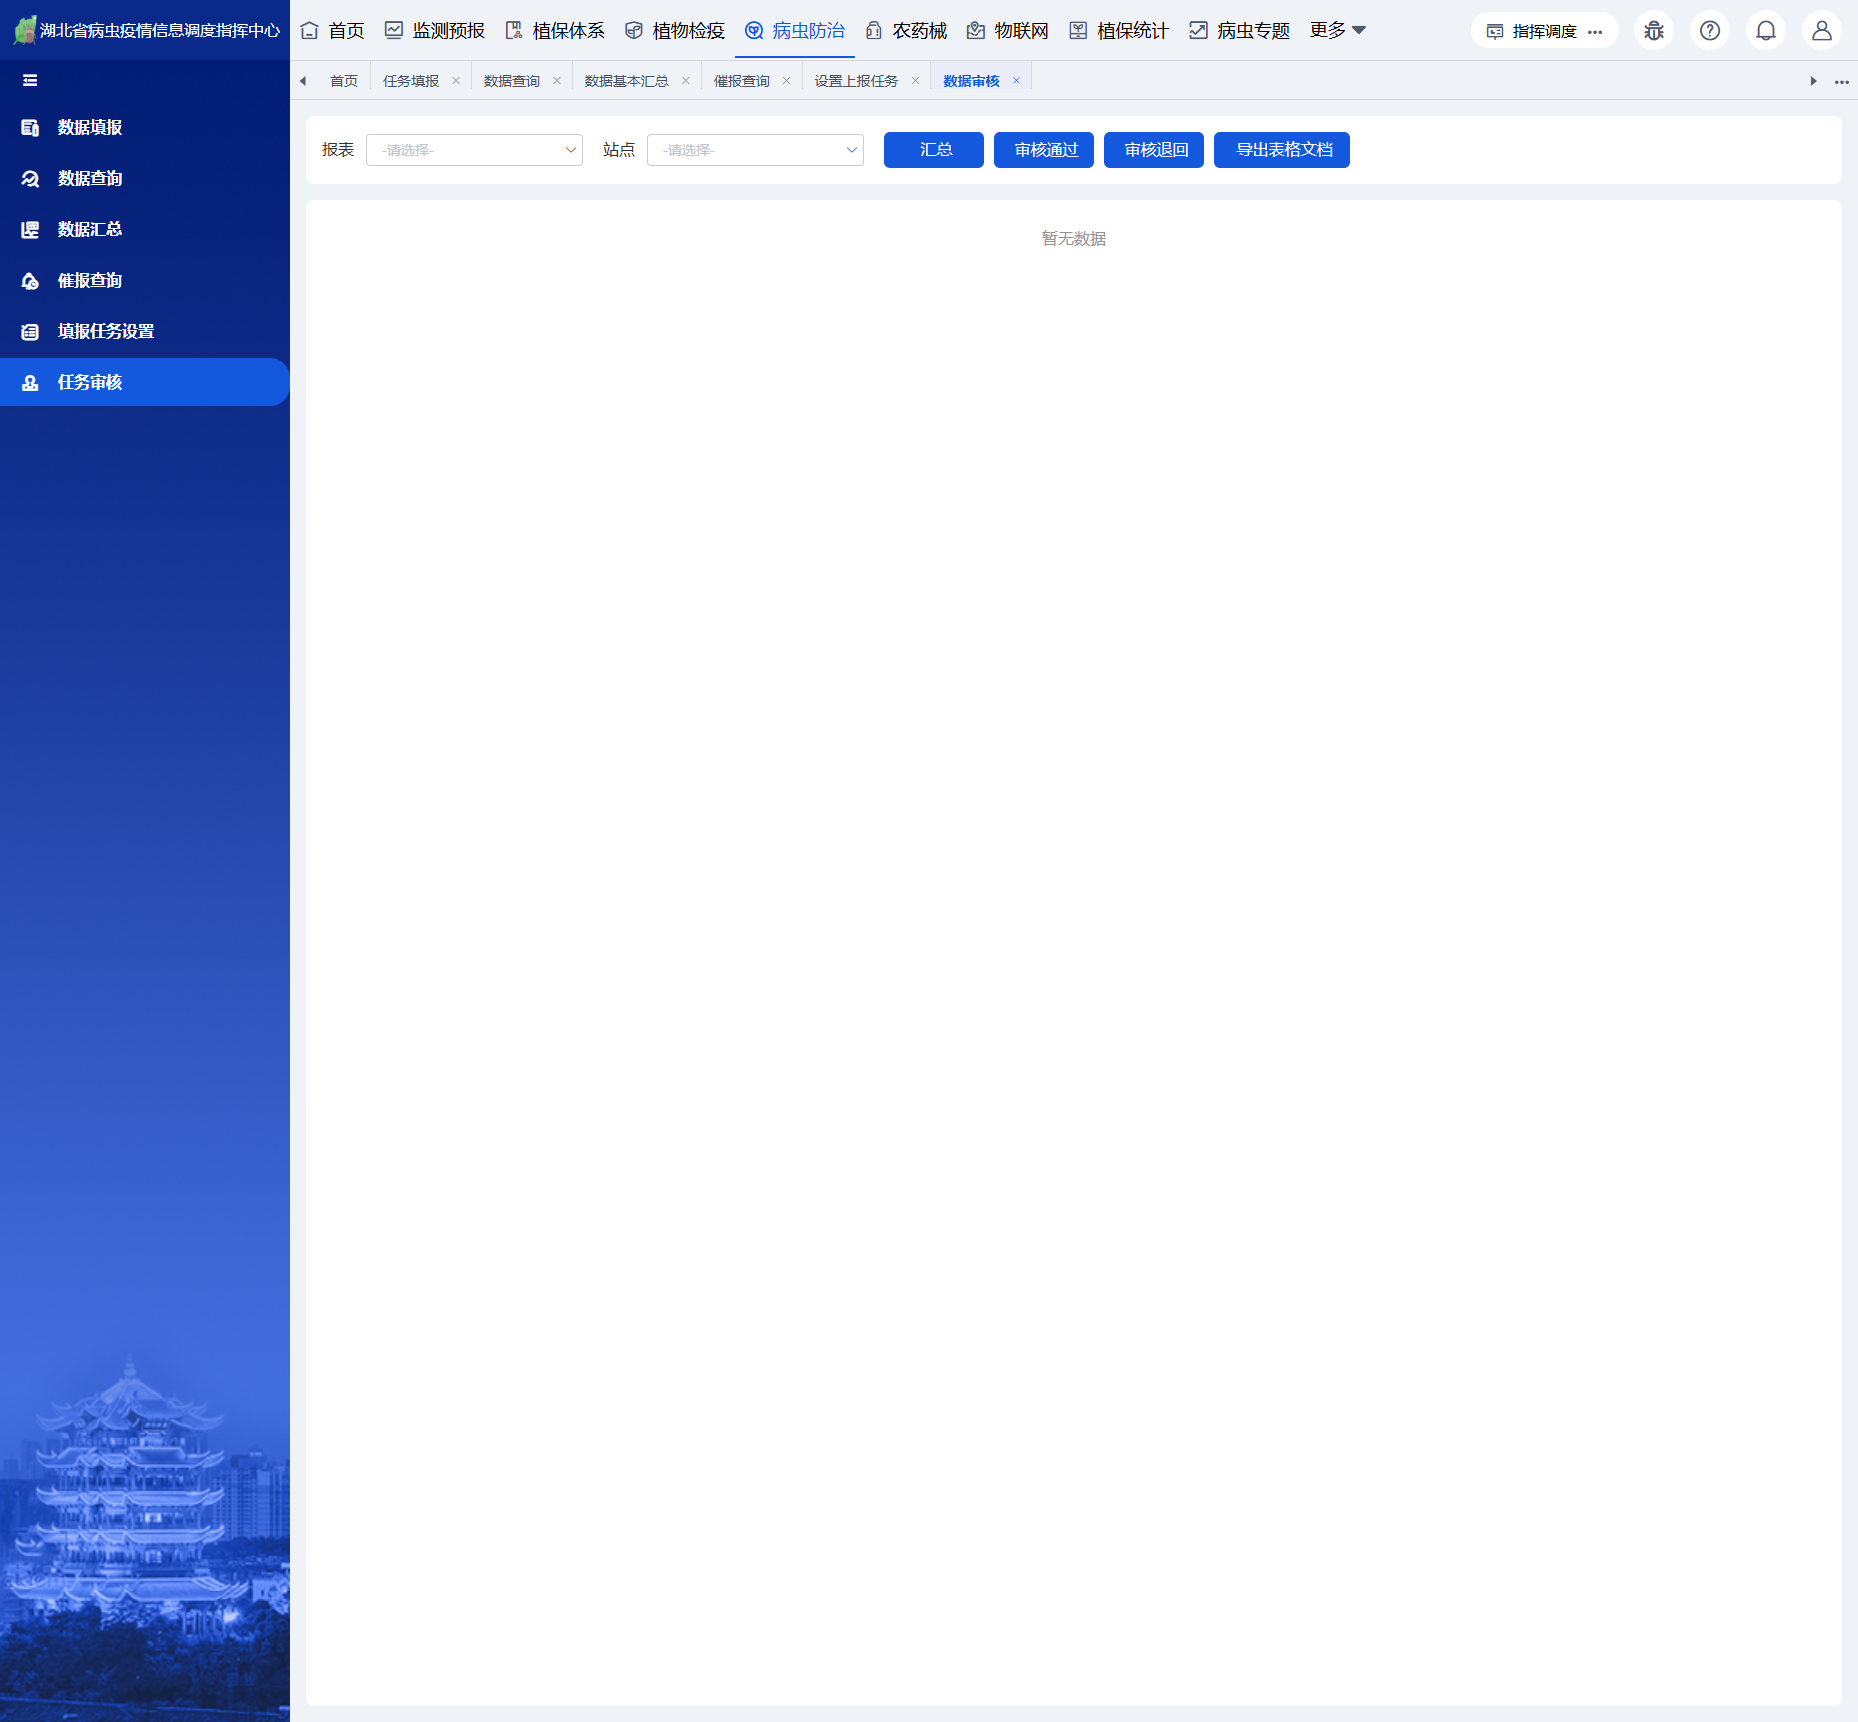 湖北省病虫疫情信息调度指挥中心
首页 监测预报 植保体系 植物检疫 病虫防治 农药械 物联网 植保统计 病虫专题 更多
指挥调度
首页 任务填报 数据查询 数据基本汇总 催报查询 设置上报任务 数据审核
数据填报
数据查询
数据汇总
催报查询
填报任务设置
任务审核
报表 -请选择- 站点 -请选择- 汇总 审核通过 审核退回 导出表格文档
暂无数据